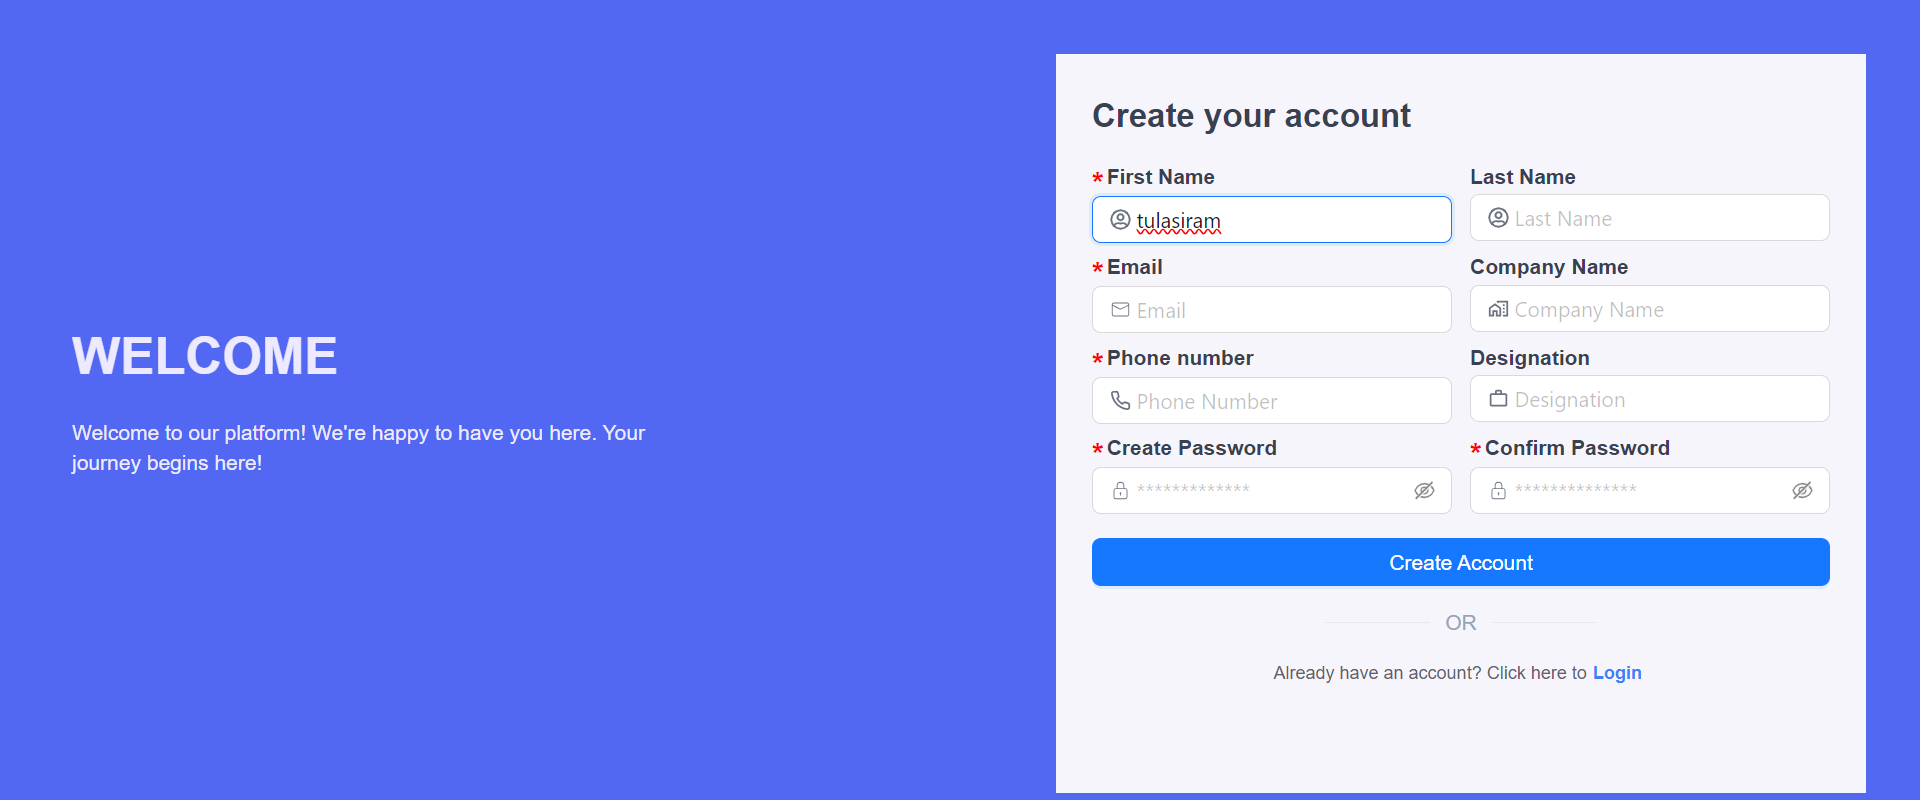 WELCOME
Welcome to our platform! We're happy to have you here. Your
journey begins here!
Create your account
* First Name
tulasiram
Last Name
Last Name
* Email
Email
Company Name
Company Name
* Phone number
Phone Number
Designation
Designation
* Create Password
*************
* Confirm Password
**************
Create Account
OR
Already have an account? Click here to Login